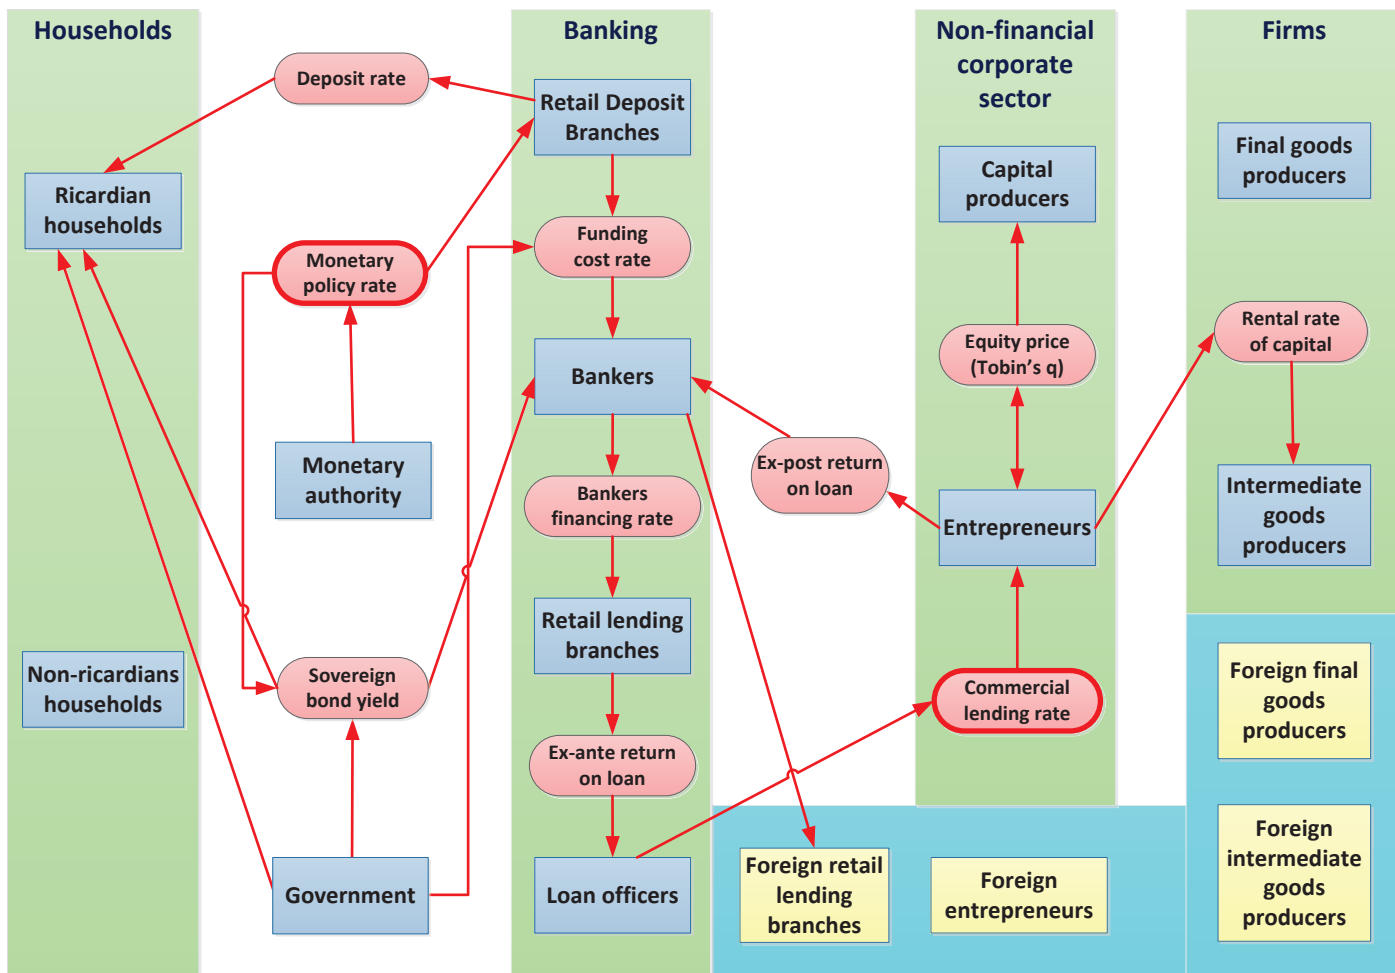 Households
Banking
Non-financial
corporate
sector
Firms
Deposit rate
Retail Deposit
Branches
Final goods
producers
Capital
producers
Ricardian
households
Funding
cost rate
Monetary
policy rate
Rental rate
of capital
Equity price
(Tobin's q)
Bankers
Monetary
authority
Ex-post return
on loan
Bankers
financing rate
Entrepreneurs
Intermediate
goods
producers
Retail lending
branches
Non-ricardians
households
Sovereign
bond yield
Commercial
lending rate
Foreign final
goods
producers
Ex-ante return
on loan
Government
Loan officers
Foreign retail
lending
branches
Foreign
entrepreneurs
Foreign
intermediate
goods
producers